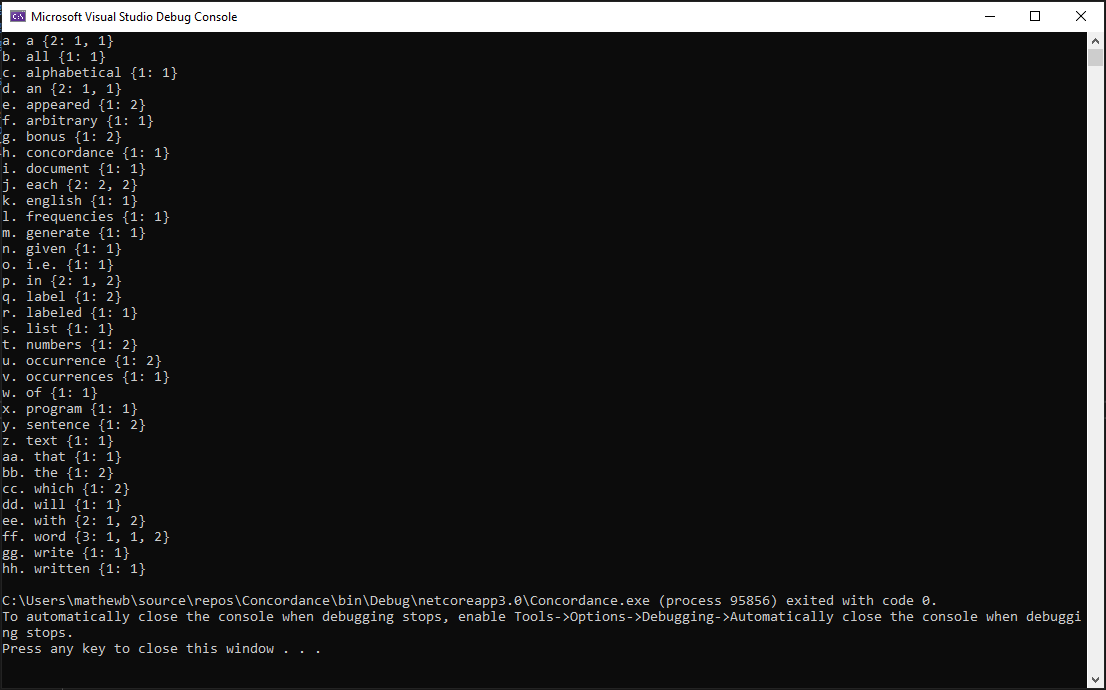 Microsoft Visual Studio Debug Console
a. a {2: 1, 1}
b. all {1: 1}
c. alphabetical {1: 1}
d. an {2: 1, 1}
e. appeared {1: 2}
f. arbitrary {1: 1}
g. bonus {1: 2}
h. concordance {1: 1}
i. document {1: 1}
j. each {2: 2, 2}
k. english {1: 1}
l. frequencies {1: 1}
m. generate {1: 1}
n. given {1: 1}
o. i.e. {1: 1}
p. in {2: 1, 2}
q. label {1: 2}
r. labeled {1: 1}
s. list {1: 1}
t. numbers {1: 2}
u. occurrence {1: 2}
v. occurrences {1: 1}
w. of {1: 1}
x. program {1: 1}
y. sentence {1: 2}
z. text {1: 1}
aa. that {1: 1}
bb. the {1: 2}
cc. which {1: 2}
dd. will {1: 1}
ee. with {2: 1, 2}
ff. word {3: 1, 1, 2}
gg. write {1: 1}
hh. written {1: 1}
C:\Users\mathewb\source\repos\Concordance\bin\Debug\netcoreapp3.0\Concordance.exe (process 95856) exited with code 0.
To automatically close the console when debugging stops, enable Tools->Options->Debugging->Automatically close the console when debuggi
ng stops.
Press any key to close this window . . .